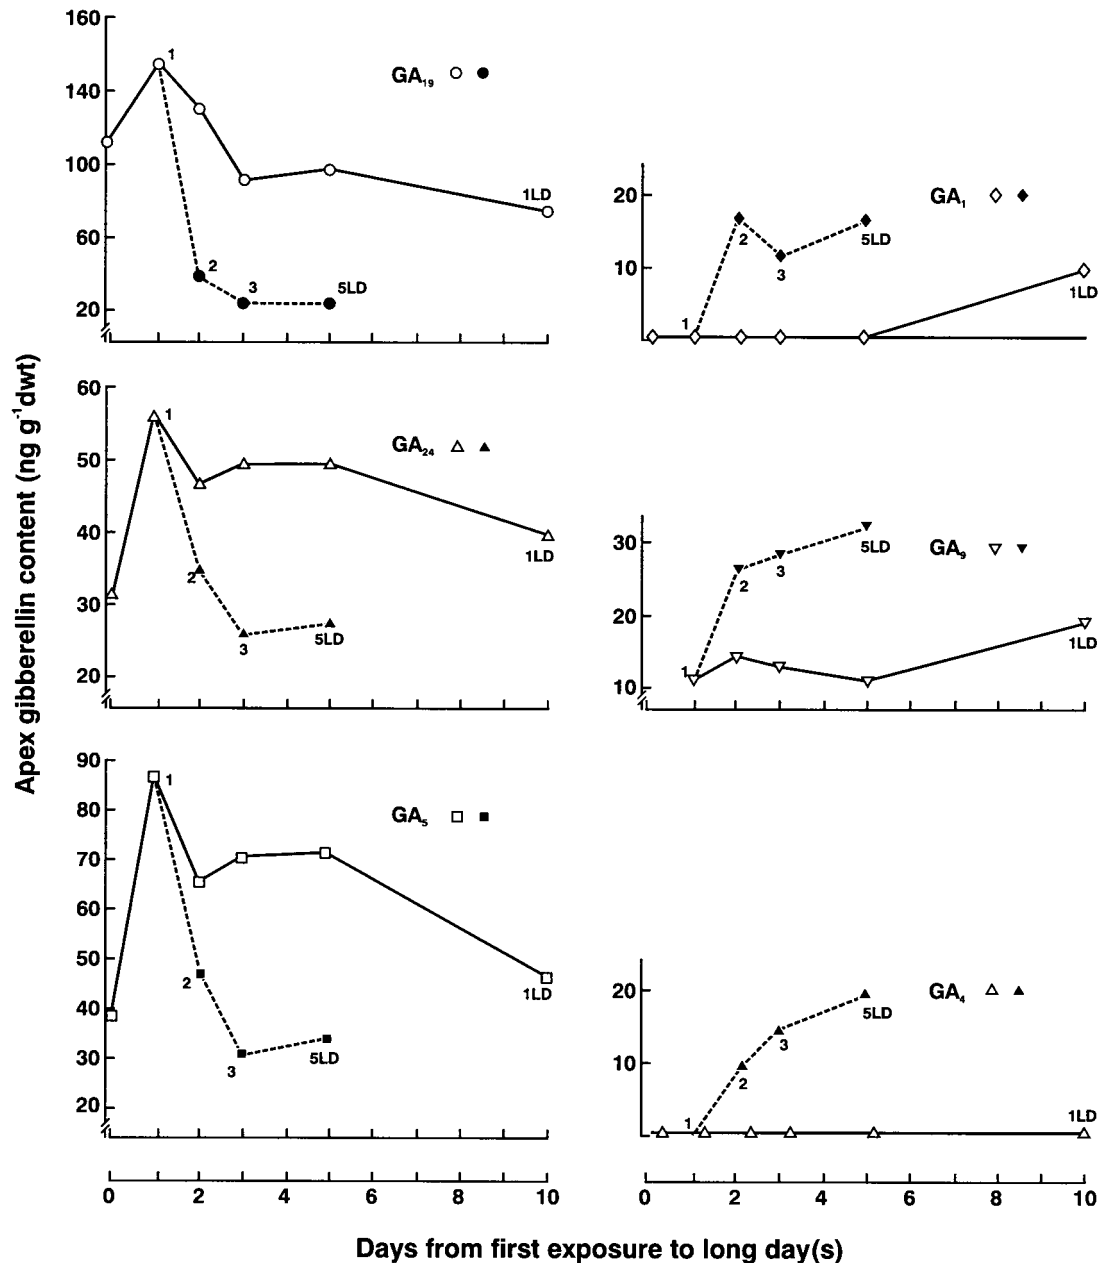 Apex gibberellin content (ng g⁻¹dwt)
160
140
100
60
20
GA₁₉
1
2
3
5LD
1LD
60
50
40
30
20
GA₂₄
1
2
3
5LD
1LD
90
80
70
60
50
40
30
20
GA₅
1
2
3
5LD
1LD
0 2 4 6 8 10
20
10
GA₁
1
2
3
5LD
1LD
30
20
10
GA₉
1
2
3
5LD
1LD
20
10
GA₄
1
2
3
5LD
1LD
0 2 4 6 8 10
Days from first exposure to long day(s)